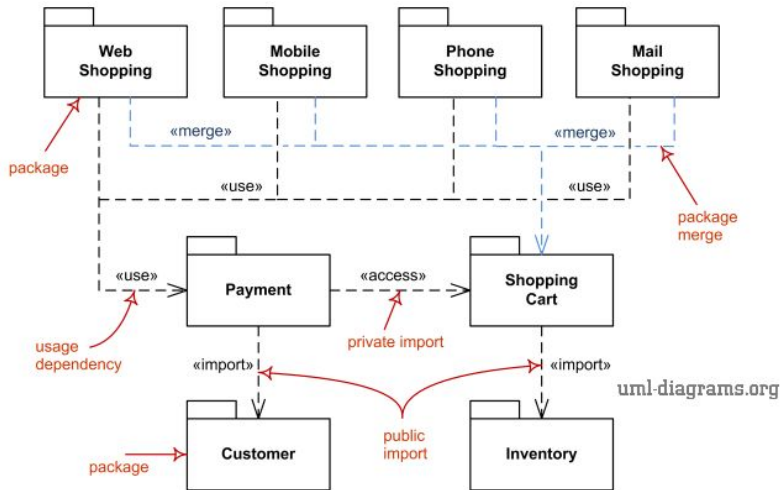 Web
Shopping
Mobile
Shopping
Phone
Shopping
Mail
Shopping
«merge»
«merge»
package
«use»
«use»
package
merge
«use»
Payment
«access»
Shopping
Cart
usage
dependency
private import
«import»
«import»
uml-diagrams.org
public
import
package
Customer
Inventory